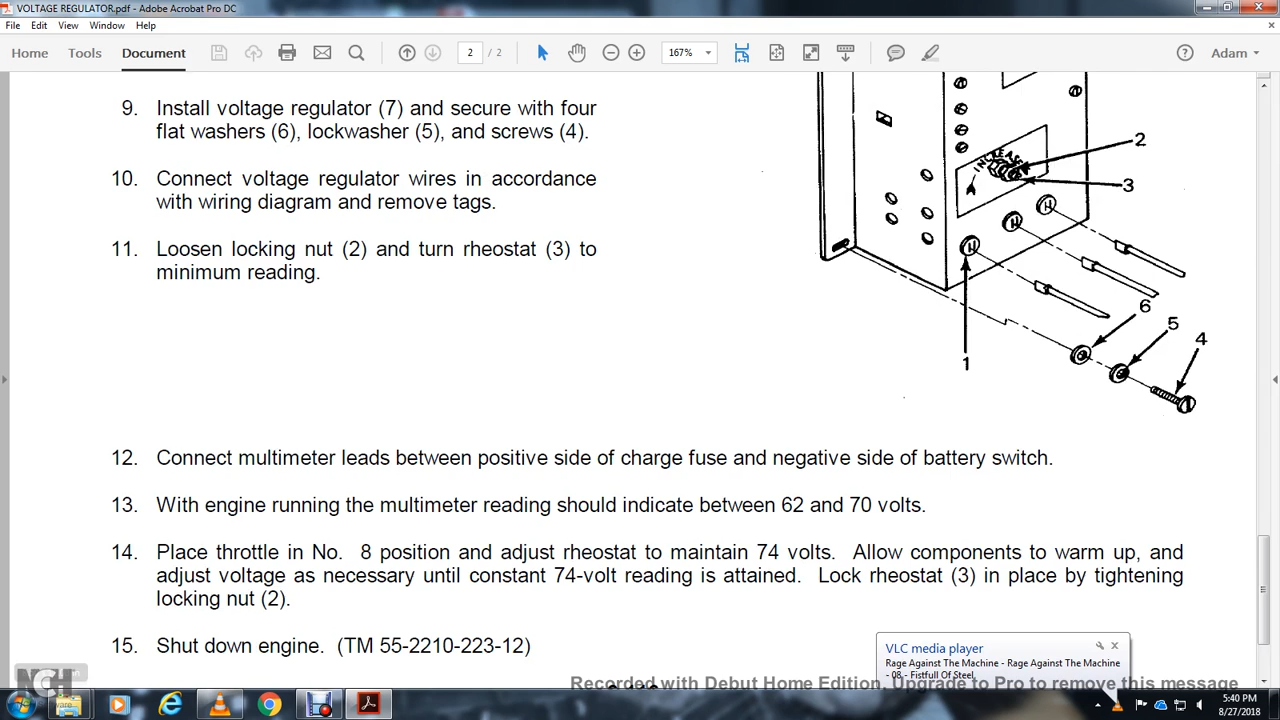 VOLTAGE REGULATOR.pdf - Adobe Acrobat Pro DC
File Edit View Window Help
Home Tools Document 2 / 2 167% Adam
9. Install voltage regulator (7) and secure with four
flat washers (6), lockwasher (5), and screws (4).
10. Connect voltage regulator wires in accordance
with wiring diagram and remove tags.
11. Loosen locking nut (2) and turn rheostat (3) to
minimum reading.
INCREASE
2
3
6
5
4
1
12. Connect multimeter leads between positive side of charge fuse and negative side of battery switch.
13. With engine running the multimeter reading should indicate between 62 and 70 volts.
14. Place throttle in No. 8 position and adjust rheostat to maintain 74 volts. Allow components to warm up, and
adjust voltage as necessary until constant 74-volt reading is attained. Lock rheostat (3) in place by tightening
locking nut (2).
15. Shut down engine. (TM 55-2210-223-12)
VLC media player
Rage Against The Machine - Rage Against The Machine
- 08 - Fistfull Of Steel
NCH
Recorded with Debut Home Edition. Upgrade to Pro to remove this message
5:40 PM
8/27/2018